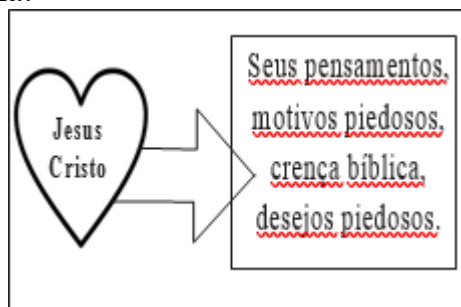 Jesus
Cristo
Seus pensamentos,
motivos piedosos,
crença bíblica,
desejos piedosos.